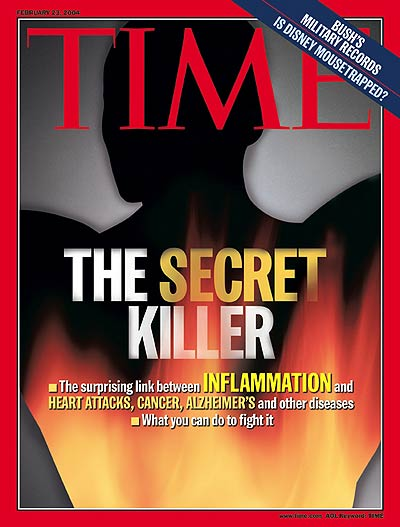 FEBRUARY 23, 2004
BUSH'S
MILITARY RECORDS
IS DISNEY MOUSETRAPPED?
TIME
THE SECRET
KILLER
■ The surprising link between INFLAMMATION and
HEART ATTACKS, CANCER, ALZHEIMER'S and other diseases
■ What you can do to fight it
www.time.com AOL Keyword: TIME